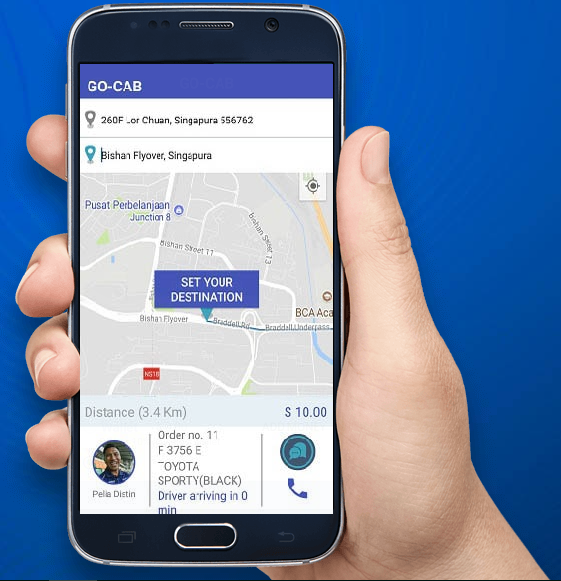 GO-CAB
260F Lor Chuan, Singapura 556762
Bishan Flyover, Singapura
Pusat Perbelanjaan
Junction 8
Bishan Street 11
Bishan Street 13
SET YOUR
DESTINATION
BCA Aca
Bishan Flyover
Braddell Rd
Braddell Underpass
NS18
Distance (3.4 Km)
$ 10.00
Order no. 11
F 3756 E
TOYOTA
SPORTY(BLACK)
Driver arriving in 0
min
Pelia Distin